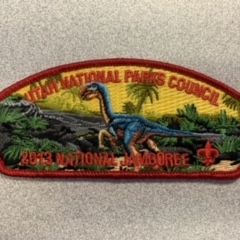 UTAH NATIONAL PARKS COUNCIL
2013 NATIONAL JAMBOREE